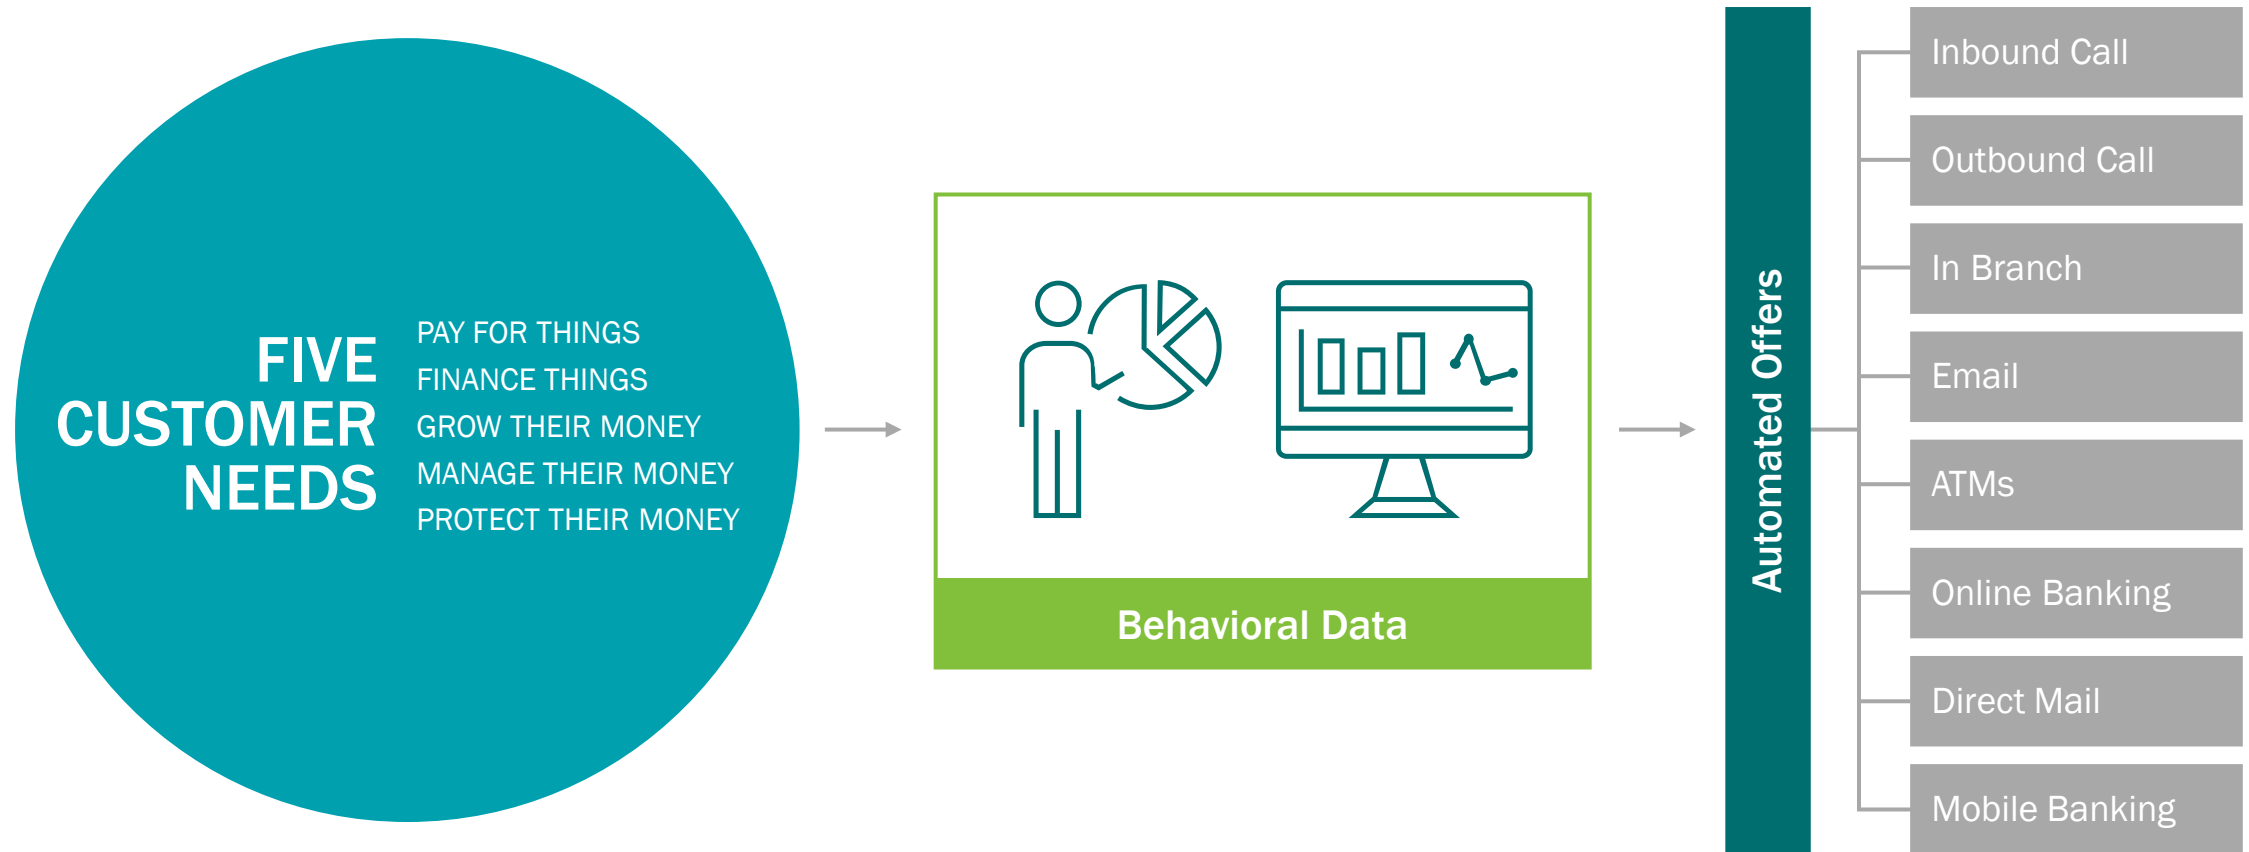 FIVE
CUSTOMER
NEEDS
PAY FOR THINGS
FINANCE THINGS
GROW THEIR MONEY
MANAGE THEIR MONEY
PROTECT THEIR MONEY
Behavioral Data
Automated Offers
Inbound Call
Outbound Call
In Branch
Email
ATMs
Online Banking
Direct Mail
Mobile Banking